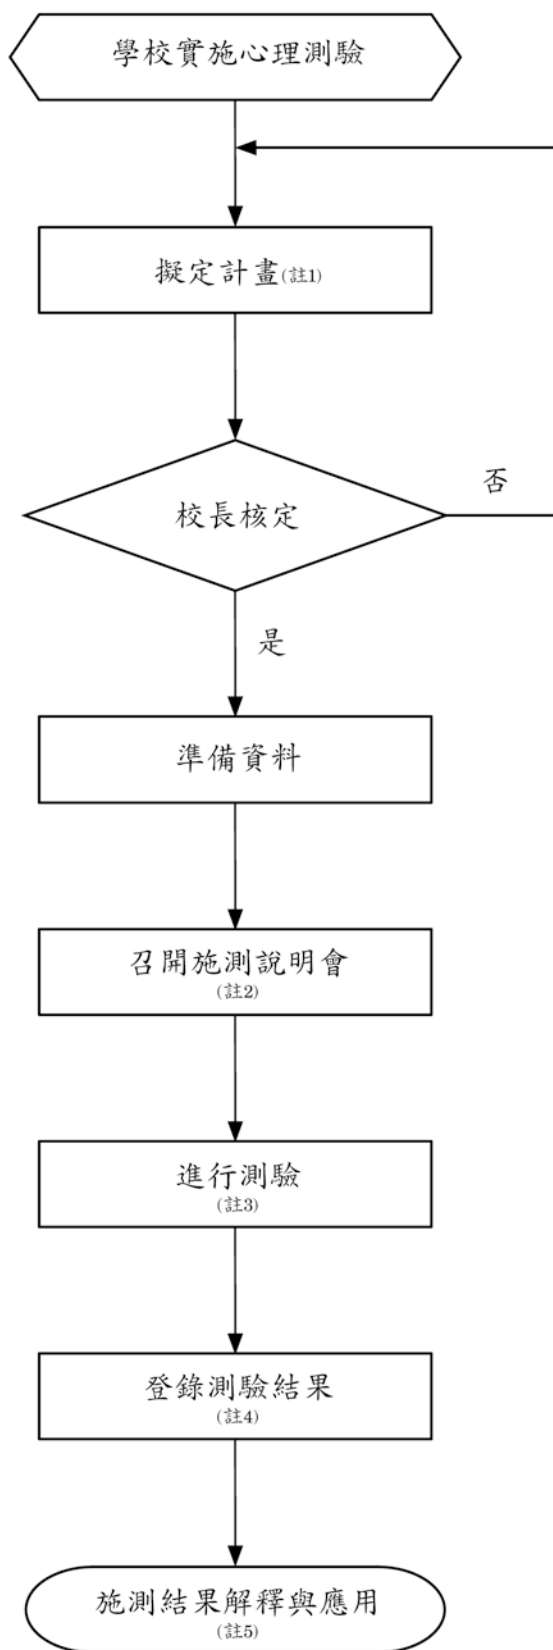 學校實施心理測驗
擬定計畫(註1)
校長核定
否
是
準備資料
召開施測說明會
(註2)
進行測驗
(註3)
登錄測驗結果
(註4)
施測結果解釋與應用
(註5)